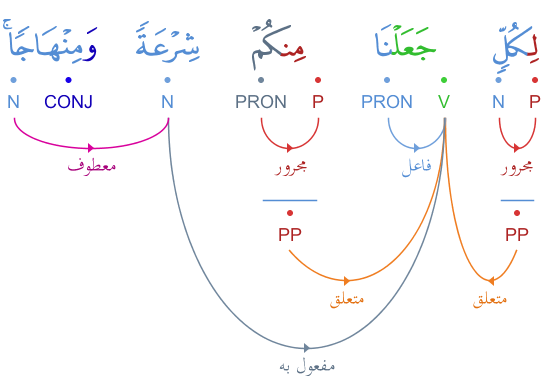 لِكُلٍّ جَعَلْنَا مِنكُمْ شِرْعَةً وَمِنْهَاجًا ۚ
P N V PRON P PRON N CONJ N
مجرور فاعل مجرور معطوف
PP PP
متعلق متعلق
مفعول به